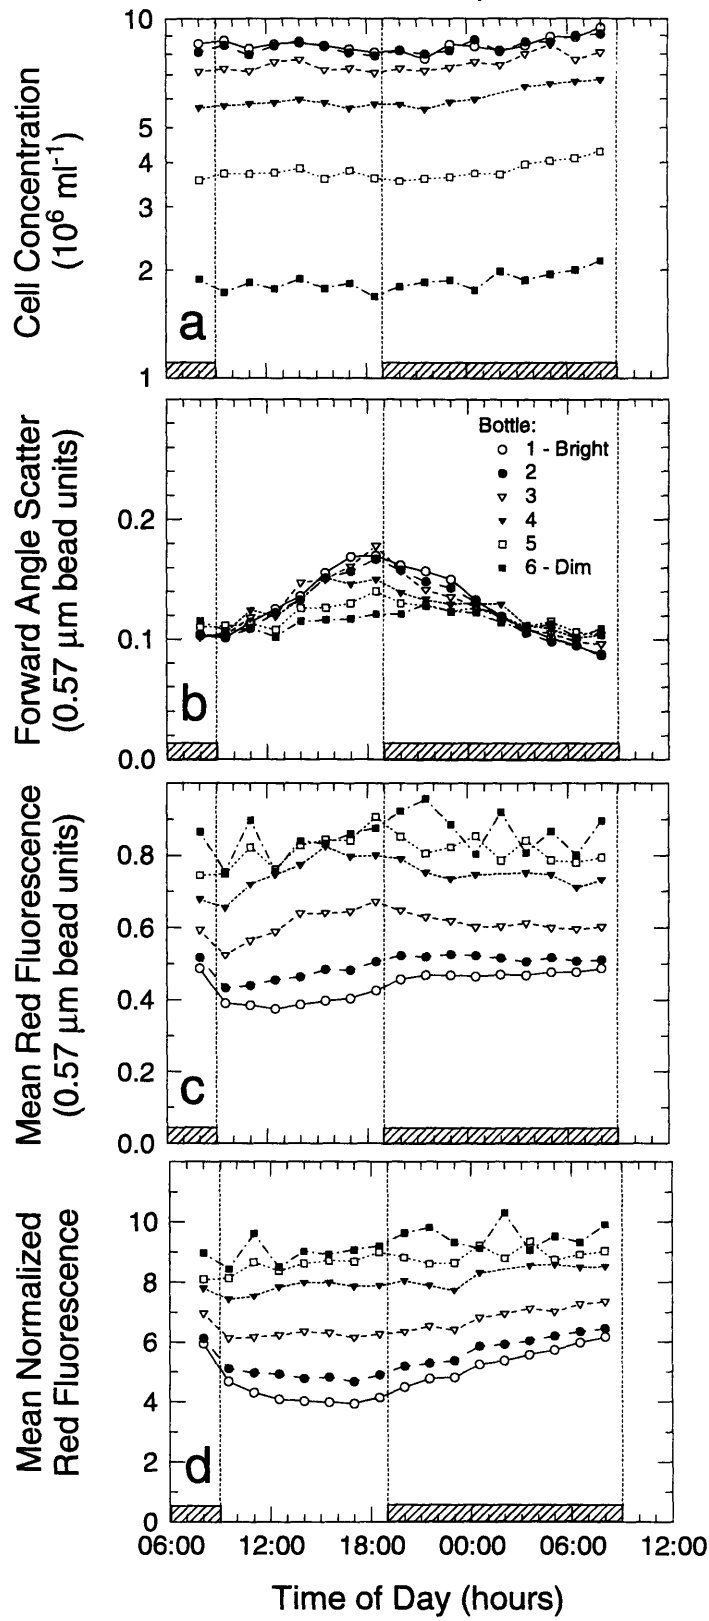 10
5
4
3
2
1
Cell Concentration
(10⁶ ml⁻¹)
a
0.2
0.1
0.0
Forward Angle Scatter
(0.57 μm bead units)
Bottle:
1 - Bright
2
3
4
5
6 - Dim
b
0.8
0.6
0.4
0.2
0.0
Mean Red Fluorescence
(0.57 μm bead units)
c
10
8
6
4
2
0
Mean Normalized
Red Fluorescence
d
06:00 12:00 18:00 00:00 06:00 12:00
Time of Day (hours)